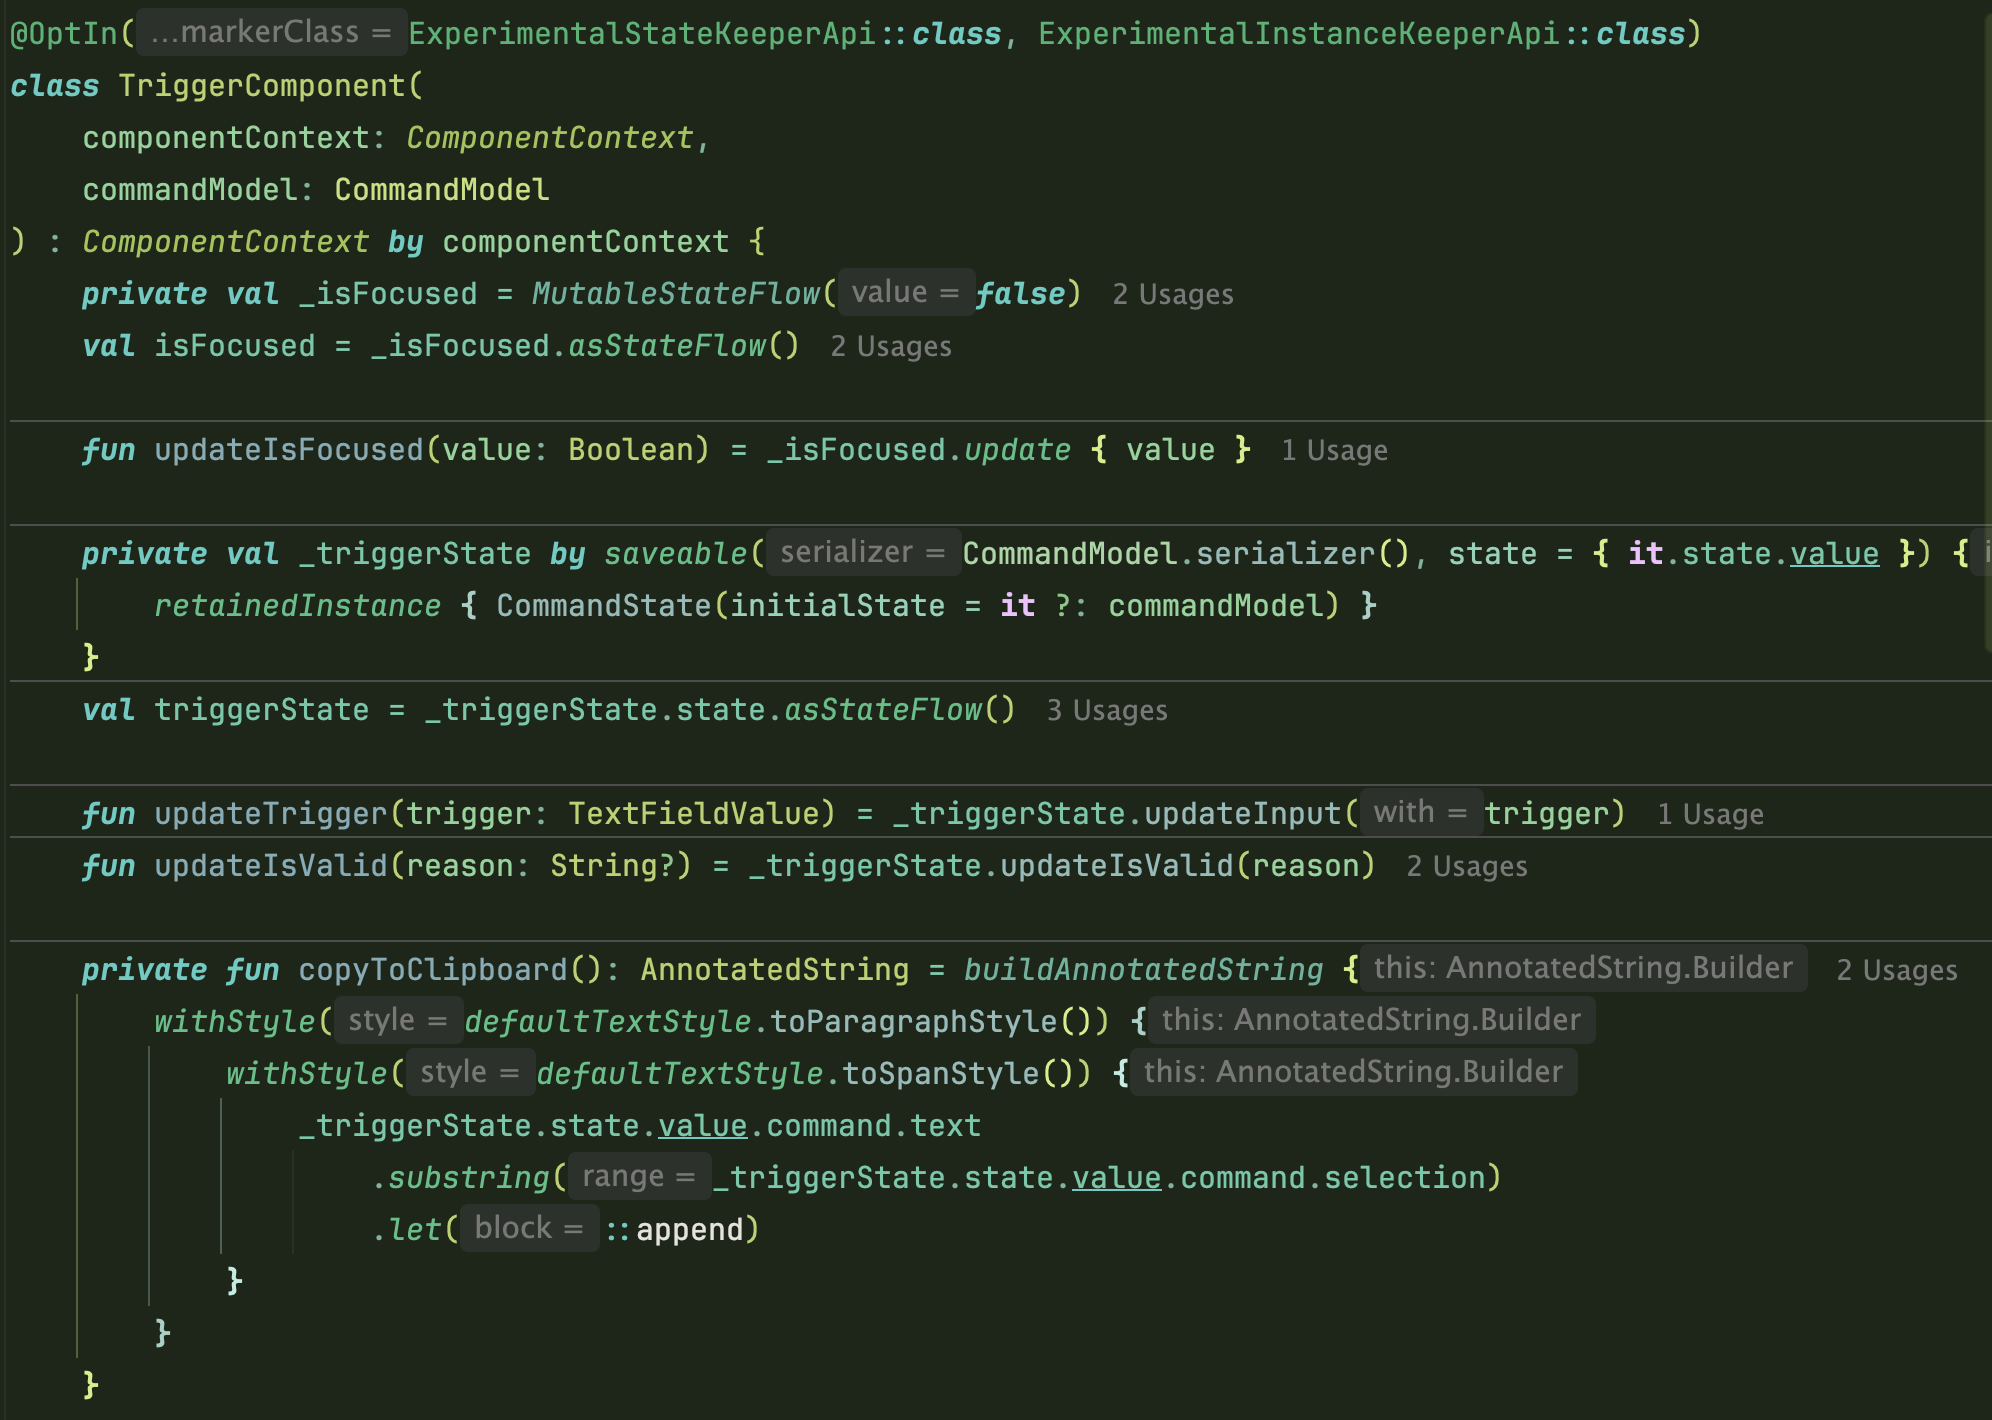 @OptIn(...markerClass = ExperimentalStateKeeperApi::class, ExperimentalInstanceKeeperApi::class)
class TriggerComponent(
    componentContext: ComponentContext,
    commandModel: CommandModel
) : ComponentContext by componentContext {
    private val _isFocused = MutableStateFlow(value = false) 2 Usages
    val isFocused = _isFocused.asStateFlow() 2 Usages
    fun updateIsFocused(value: Boolean) = _isFocused.update { value } 1 Usage
    private val _triggerState by saveable(serializer = CommandModel.serializer(), state = { it.state.value }) {
        retainedInstance { CommandState(initialState = it ?: commandModel) }
    }
    val triggerState = _triggerState.state.asStateFlow() 3 Usages
    fun updateTrigger(trigger: TextFieldValue) = _triggerState.updateInput(with = trigger) 1 Usage
    fun updateIsValid(reason: String?) = _triggerState.updateIsValid(reason) 2 Usages
    private fun copyToClipboard(): AnnotatedString = buildAnnotatedString { this: AnnotatedString.Builder 2 Usages
        withStyle(style = defaultTextStyle.toParagraphStyle()) { this: AnnotatedString.Builder
            withStyle(style = defaultTextStyle.toSpanStyle()) { this: AnnotatedString.Builder
                _triggerState.state.value.command.text
                    .substring(range = _triggerState.state.value.command.selection)
                    .let(block = ::append)
            }
        }
    }